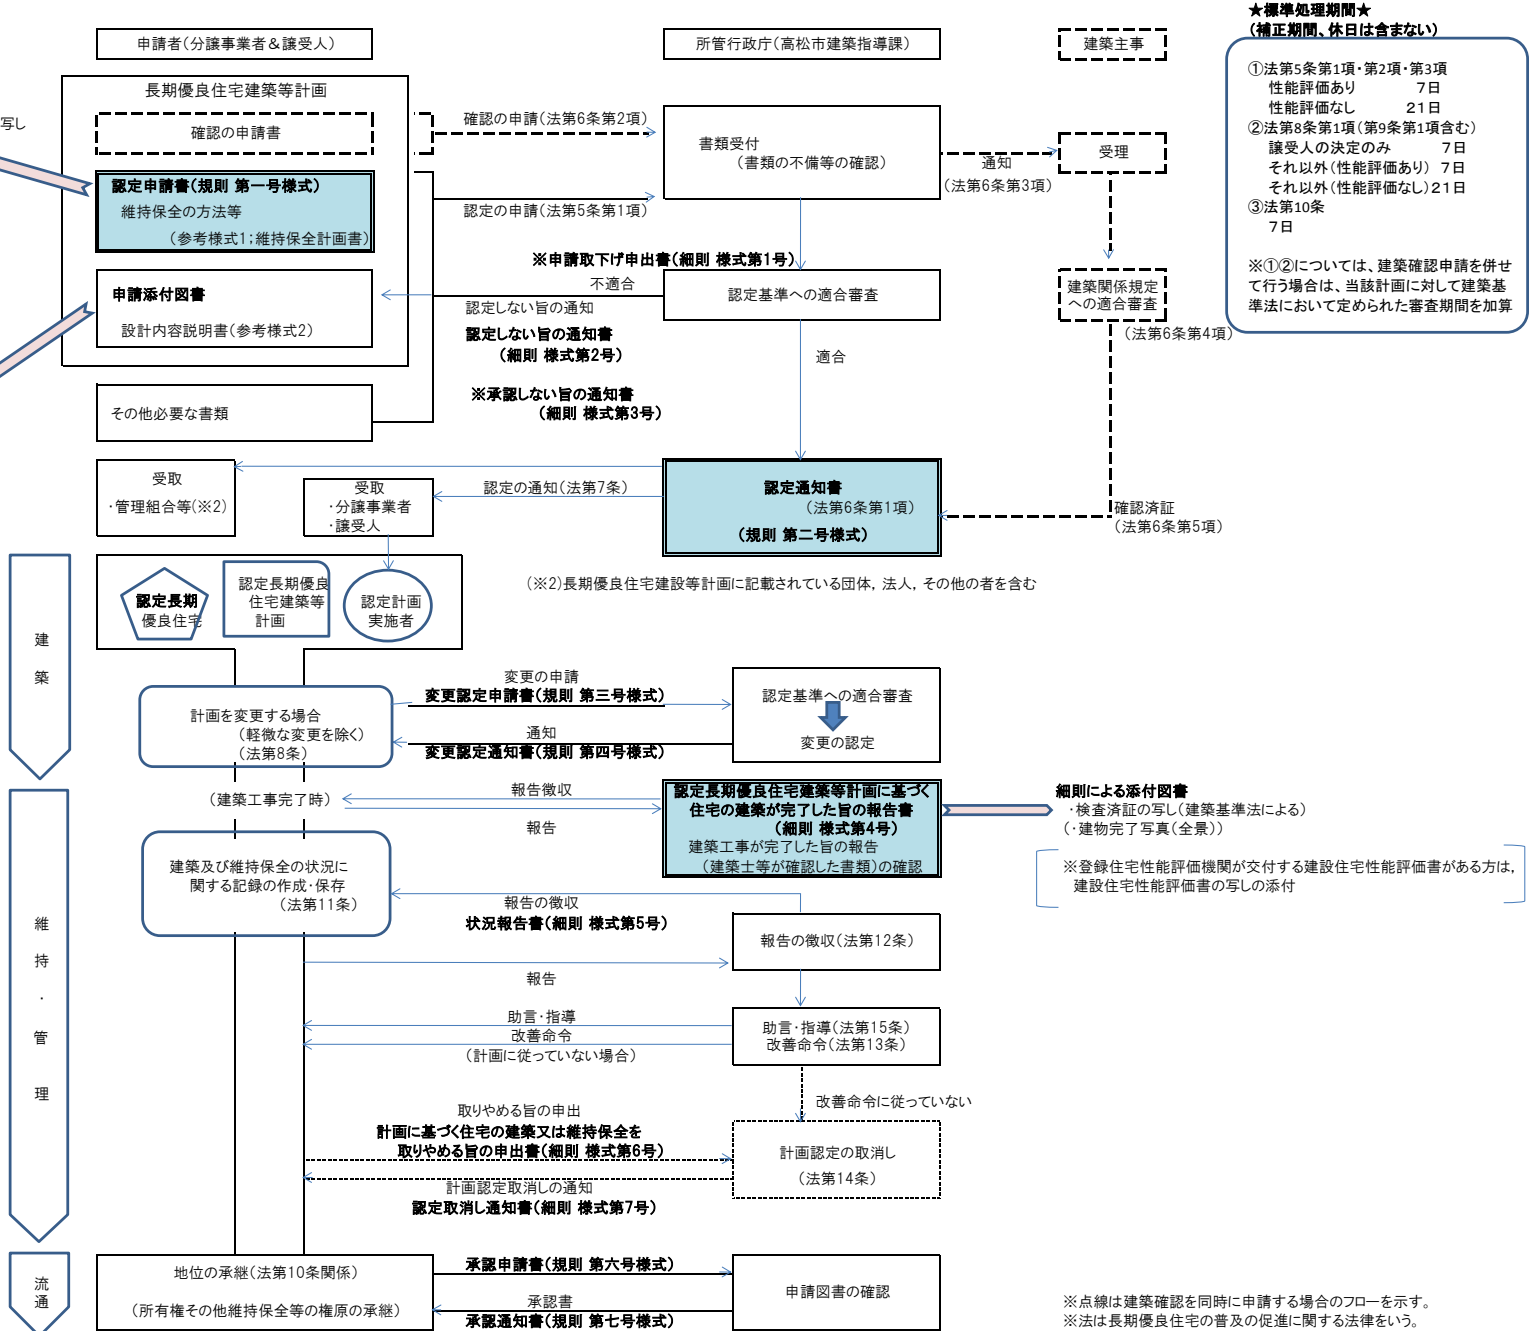 ★標準処理期間★
(補正期間、休日は含まない)
申請者(分譲事業者&譲受人)
所管行政庁(高松市建築指導課)
建築主事
①法第5条第1項・第2項・第3項
性能評価あり 7日
性能評価なし 21日
②法第8条第1項(第9条第1項含む)
譲受人の決定のみ 7日
それ以外(性能評価あり) 7日
それ以外(性能評価なし)21日
③法第10条
7日
※①②については、建築確認申請を併せ
て行う場合は、当該計画に対して建築基
準法において定められた審査期間を加算
長期優良住宅建築等計画
写し
確認の申請書
確認の申請(法第6条第2項)
書類受付
(書類の不備等の確認)
通知
(法第6条第3項)
受理
認定申請書(規則 第一号様式)
維持保全の方法等
(参考様式1;維持保全計画書)
認定の申請(法第5条第1項)
※申請取下げ申出書(細則 様式第1号)
申請添付図書
設計内容説明書(参考様式2)
不適合
認定しない旨の通知
認定しない旨の通知書
(細則 様式第2号)
認定基準への適合審査
建築関係規定
への適合審査
(法第6条第4項)
適合
※承認しない旨の通知書
(細則 様式第3号)
その他必要な書類
受取
・管理組合等(※2)
受取
・分譲事業者
・譲受人
認定の通知(法第7条)
認定通知書
(法第6条第1項)
(規則 第二号様式)
確認済証
(法第6条第5項)
(※2)長期優良住宅建設等計画に記載されている団体, 法人, その他の者を含む
認定長期
優良住宅
認定長期優良
住宅建築等
計画
認定計画
実施者
建
築
計画を変更する場合
(軽微な変更を除く)
(法第8条)
変更の申請
変更認定申請書(規則 第三号様式)
通知
変更認定通知書(規則 第四号様式)
認定基準への適合審査
変更の認定
(建築工事完了時)
報告徴収
報告
認定長期優良住宅建築等計画に基づく
住宅の建築が完了した旨の報告書
(細則 様式第4号)
建築工事が完了した旨の報告
(建築士等が確認した書類)の確認
細則による添付図書
・検査済証の写し(建築基準法による)
(・建物完了写真(全景))
※登録住宅性能評価機関が交付する建設住宅性能評価書がある方は,
建設住宅性能評価書の写しの添付
建築及び維持保全の状況に
関する記録の作成・保存
(法第11条)
報告の徴収
状況報告書(細則 様式第5号)
報告の徴収(法第12条)
報告
維
持
・
管
理
助言・指導
改善命令
(計画に従っていない場合)
助言・指導(法第15条)
改善命令(法第13条)
改善命令に従っていない
取りやめる旨の申出
計画に基づく住宅の建築又は維持保全を
取りやめる旨の申出書(細則 様式第6号)
計画認定取消しの通知
認定取消し通知書(細則 様式第7号)
計画認定の取消し
(法第14条)
流
通
地位の承継(法第10条関係)
(所有権その他維持保全等の権原の承継)
承認申請書(規則 第六号様式)
承認書
承認通知書(規則 第七号様式)
申請図書の確認
※点線は建築確認を同時に申請する場合のフローを示す。
※法は長期優良住宅の普及の促進に関する法律をいう。